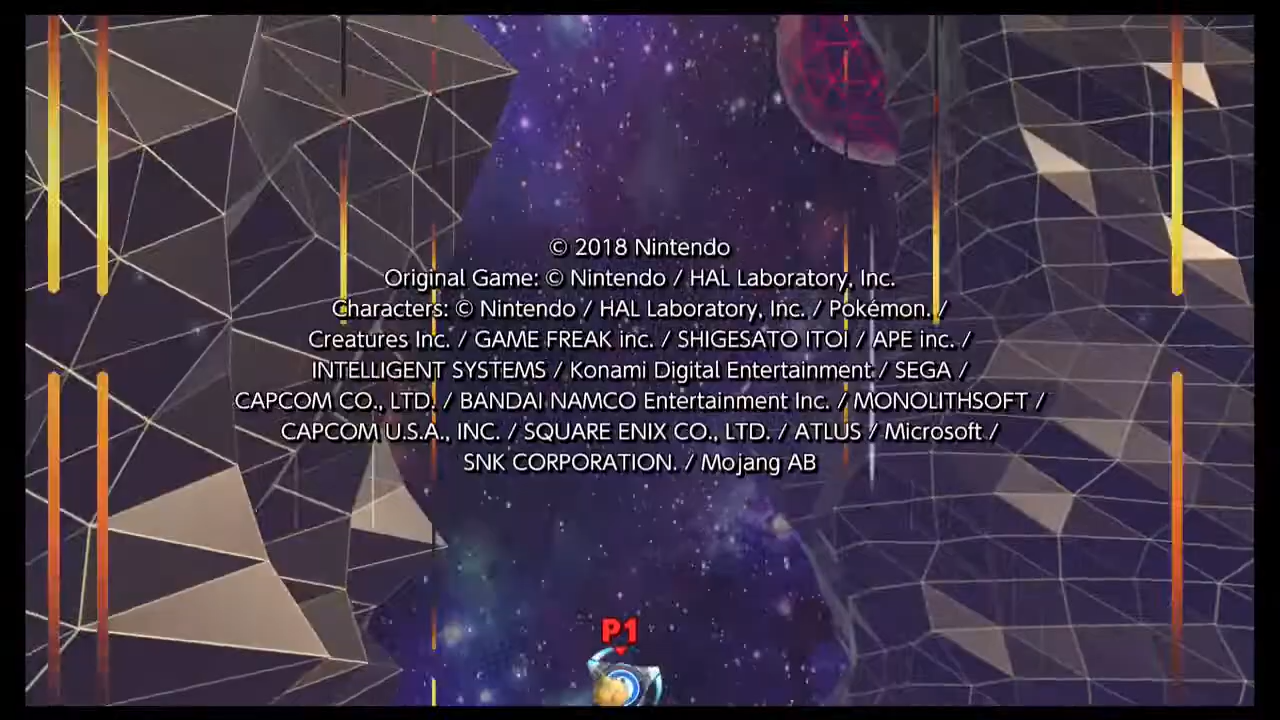 © 2018 Nintendo
Original Game: © Nintendo / HAL Laboratory, Inc.
Characters: © Nintendo / HAL Laboratory, Inc. / Pokémon. /
Creatures Inc. / GAME FREAK inc. / SHIGESATO ITOI / APE inc. /
INTELLIGENT SYSTEMS / Konami Digital Entertainment / SEGA /
CAPCOM CO., LTD. / BANDAI NAMCO Entertainment Inc. / MONOLITHSOFT /
CAPCOM U.S.A., INC. / SQUARE ENIX CO., LTD. / ATLUS / Microsoft /
SNK CORPORATION. / Mojang AB
P1